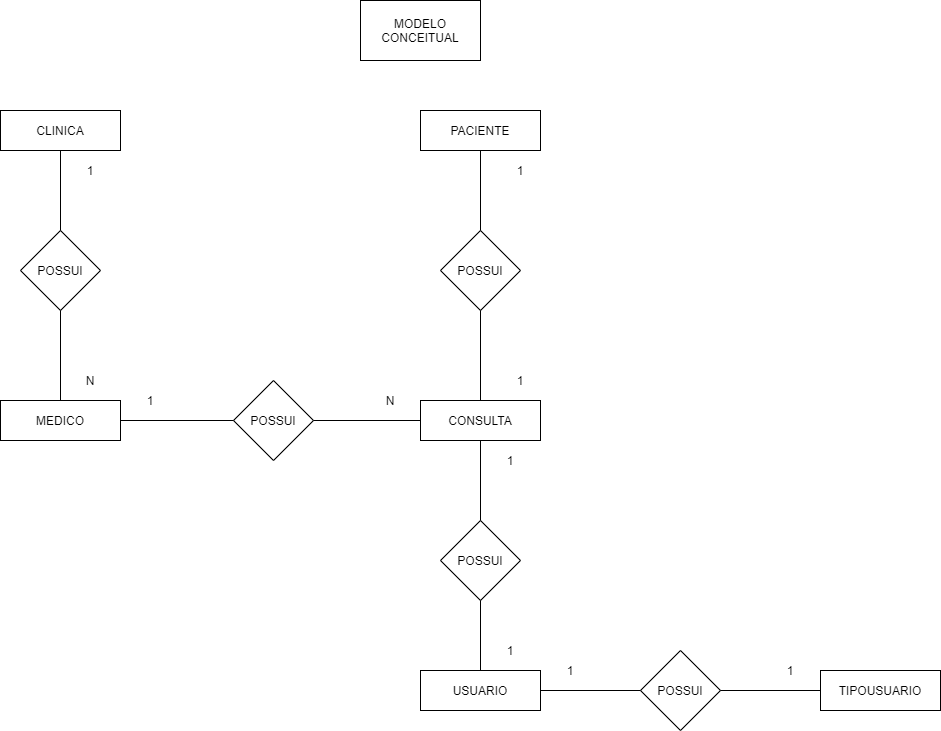 MODELO
CONCEITUAL
CLINICA
PACIENTE
1
1
POSSUI
POSSUI
N
1
MEDICO
1
POSSUI
N
CONSULTA
1
POSSUI
1
USUARIO
1
POSSUI
1
TIPOUSUARIO